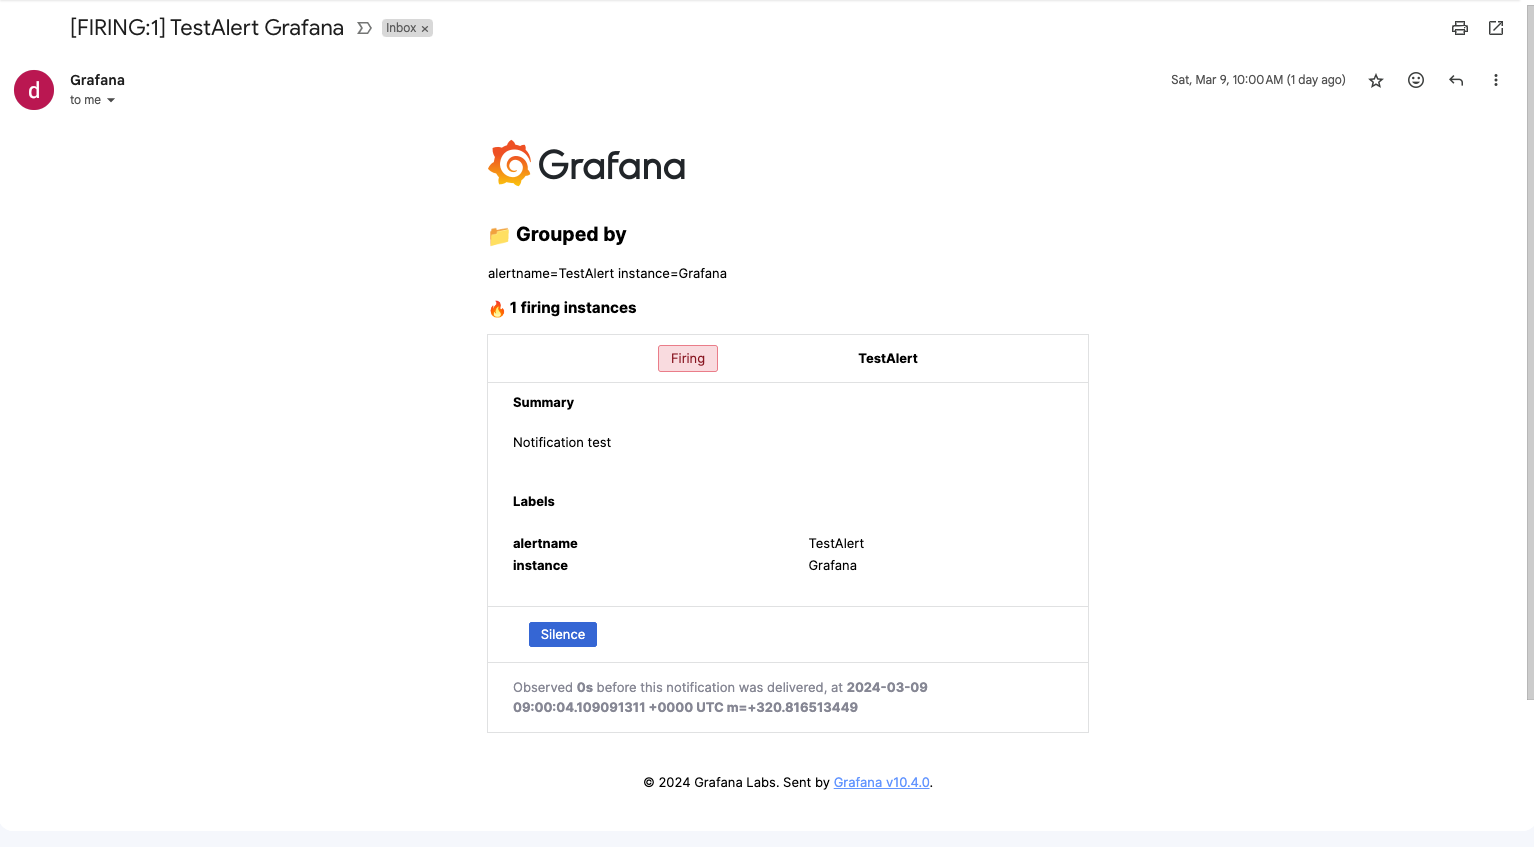 [FIRING:1] TestAlert Grafana Inbox ×
d
Grafana
Sat, Mar 9, 10:00 AM (1 day ago)
to me
Grafana
📁 Grouped by
alertname=TestAlert instance=Grafana
🔥 1 firing instances
Firing TestAlert
Summary
Notification test
Labels
alertname TestAlert
instance Grafana
Silence
Observed 0s before this notification was delivered, at 2024-03-09
09:00:04.109091311 +0000 UTC m=+320.816513449
© 2024 Grafana Labs. Sent by Grafana v10.4.0.